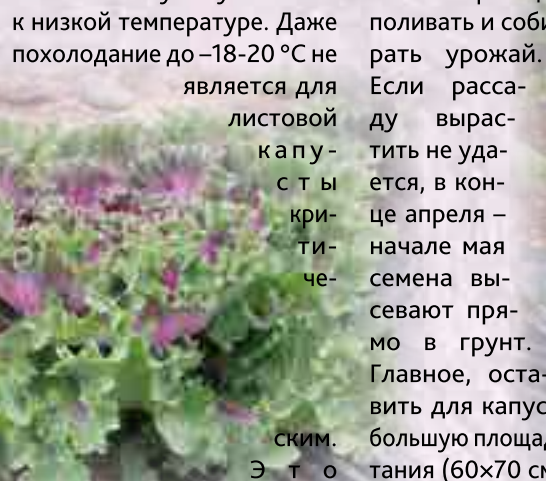 к низкой температуре. Даже
похолодание до –18-20 °C не
является для
листовой
капу-
сты
кри-
ти-
че-
ским.
Это
поливать и соби
рать урожай.
Если расса-
ду вырас-
тить не уда-
ется, в кон-
це апреля –
начале мая
семена вы-
севают пря-
мо в грунт.
Главное, оста-
вить для капус
большую площа
тания (60×70 см